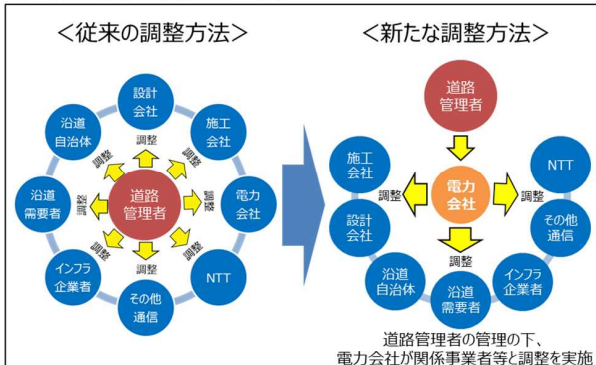 ＜従来の調整方法＞
設計
会社
施工
会社
電力
会社
NTT
その他
通信
インフラ
企業者
沿道
需要者
沿道
自治体
道路
管理者
調整
調整
調整
調整
調整
調整
調整
調整
＜新たな調整方法＞
道路
管理者
電力
会社
調整
調整
調整
施工
会社
設計
会社
沿道
自治体
沿道
需要者
インフラ
企業者
その他
通信
NTT
道路管理者の管理の下、
電力会社が関係事業者等と調整を実施